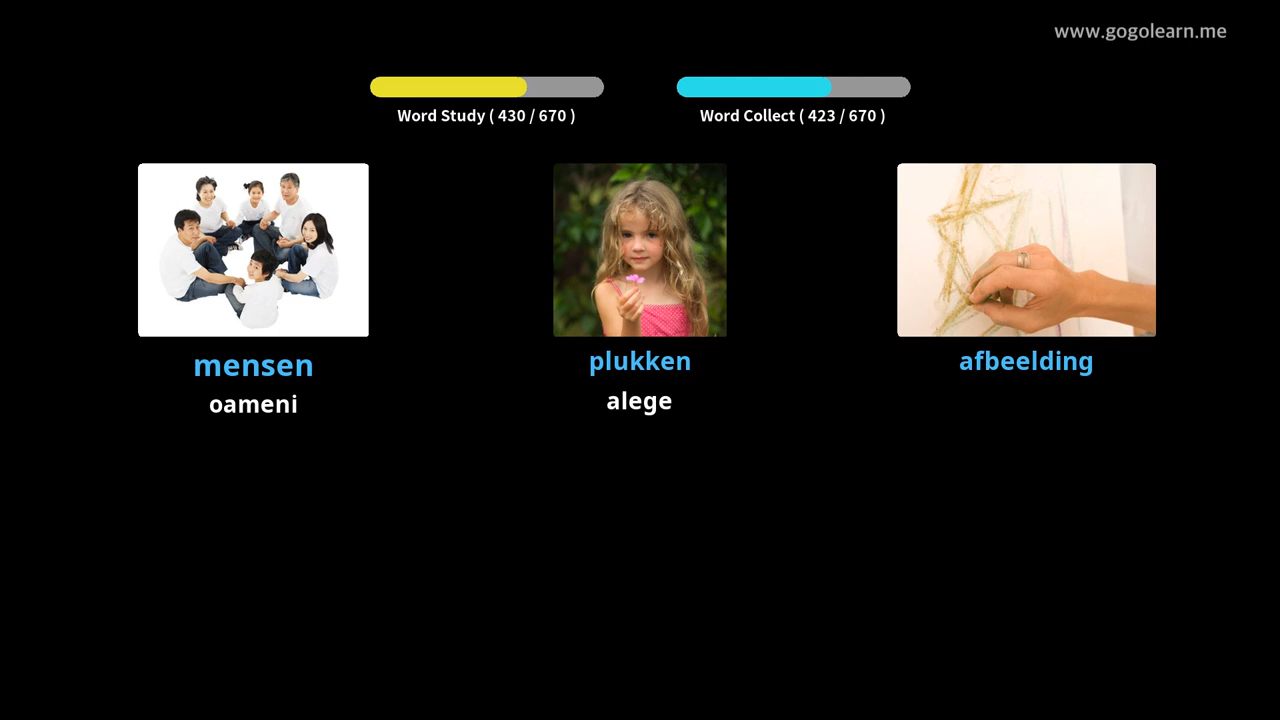 www.gogolearn.me
Word Study ( 430 / 670 )
Word Collect ( 423 / 670 )
mensen
oameni
plukken
alege
afbeelding